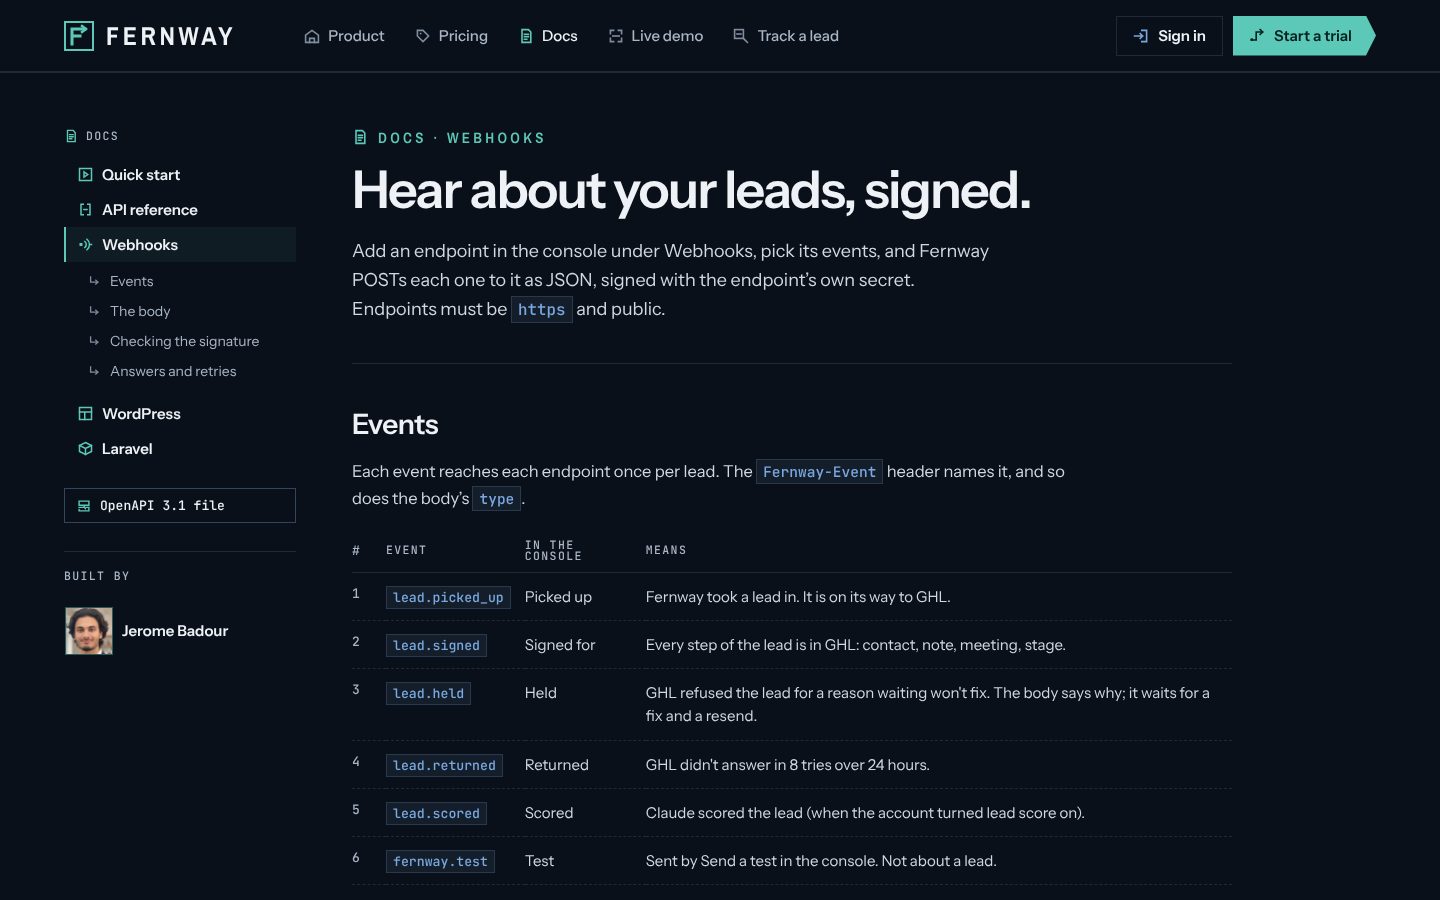 FERNWAY
Product
Pricing
Docs
Live demo
Track a lead
Sign in
Start a trial
DOCS
Quick start
API reference
Webhooks
Events
The body
Checking the signature
Answers and retries
WordPress
Laravel
OpenAPI 3.1 file
BUILT BY
Jerome Badour
DOCS · WEBHOOKS
Hear about your leads, signed.
Add an endpoint in the console under Webhooks, pick its events, and Fernway
POSTs each one to it as JSON, signed with the endpoint’s own secret.
Endpoints must be https and public.
Events
Each event reaches each endpoint once per lead. The Fernway-Event header names it, and so
does the body’s type.
# EVENT IN THE CONSOLE MEANS
1 lead.picked_up Picked up Fernway took a lead in. It is on its way to GHL.
2 lead.signed Signed for Every step of the lead is in GHL: contact, note, meeting, stage.
3 lead.held Held GHL refused the lead for a reason waiting won't fix. The body says why; it waits for a
fix and a resend.
4 lead.returned Returned GHL didn't answer in 8 tries over 24 hours.
5 lead.scored Scored Claude scored the lead (when the account turned lead score on).
6 fernway.test Test Sent by Send a test in the console. Not about a lead.